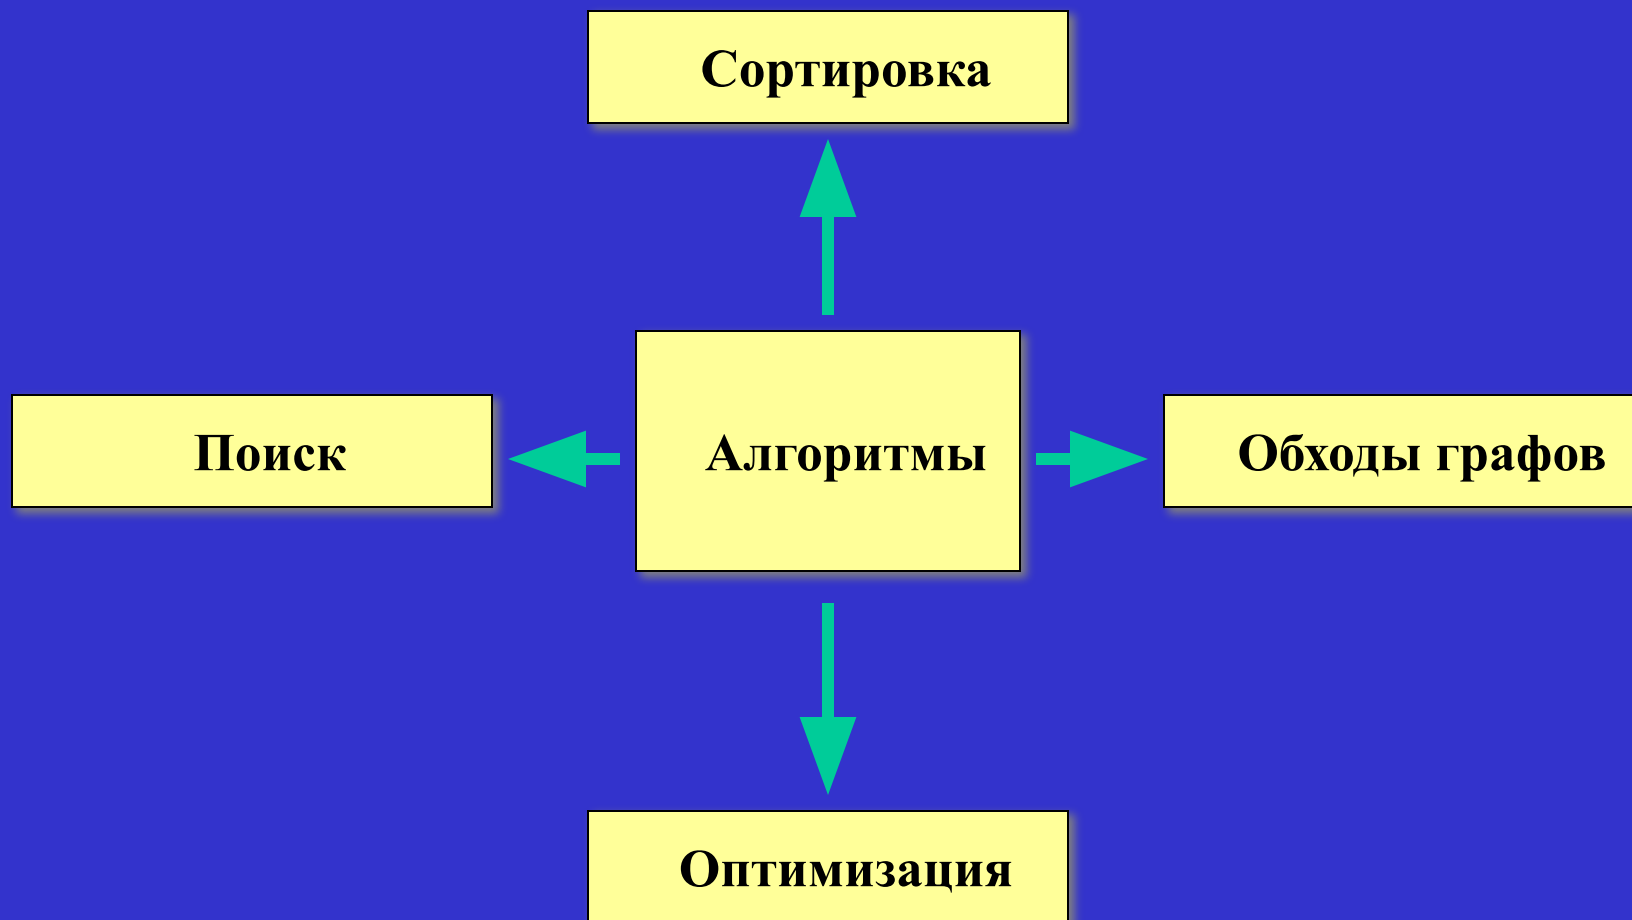 Сортировка
Поиск
Алгоритмы
Обходы графов
Оптимизация